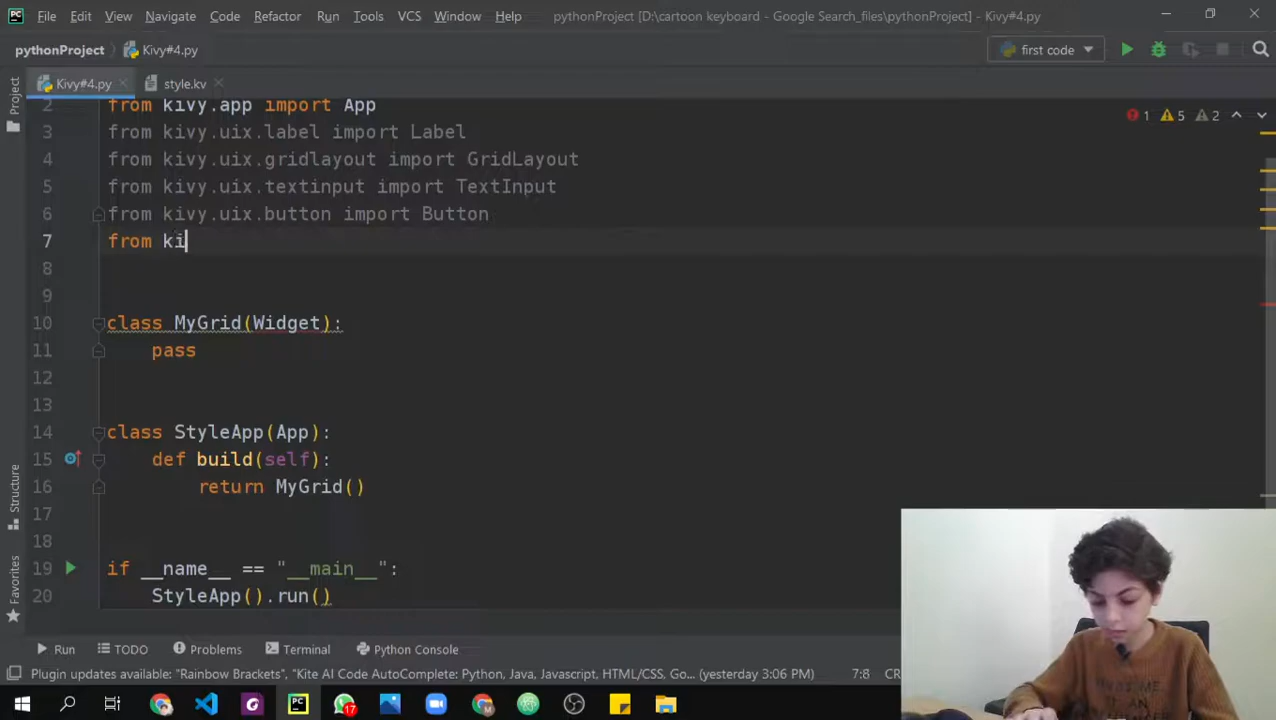 File Edit View Navigate Code Refactor Run Tools VCS Window Help pythonProject [D:\cartoon keyboard - Google Search_files\pythonProject] - Kivy#4.py
pythonProject Kivy#4.py first code
Kivy#4.py style.kv
Project
1 5 2
2 from kivy.app import App
3 from kivy.uix.label import Label
4 from kivy.uix.gridlayout import GridLayout
5 from kivy.uix.textinput import TextInput
6 from kivy.uix.button import Button
7 from ki
8
9
10 class MyGrid(Widget):
11 pass
12
13
14 class StyleApp(App):
15 def build(self):
16 return MyGrid()
17
18
19 if __name__ == "__main__":
20 StyleApp().run()
Structure
Favorites
Run TODO Problems Terminal Python Console
Plugin updates available: "Rainbow Brackets", "Kite AI Code AutoComplete: Python, Java, Javascript, HTML/CSS, Go... (yesterday 3:06 PM) 7:8
17